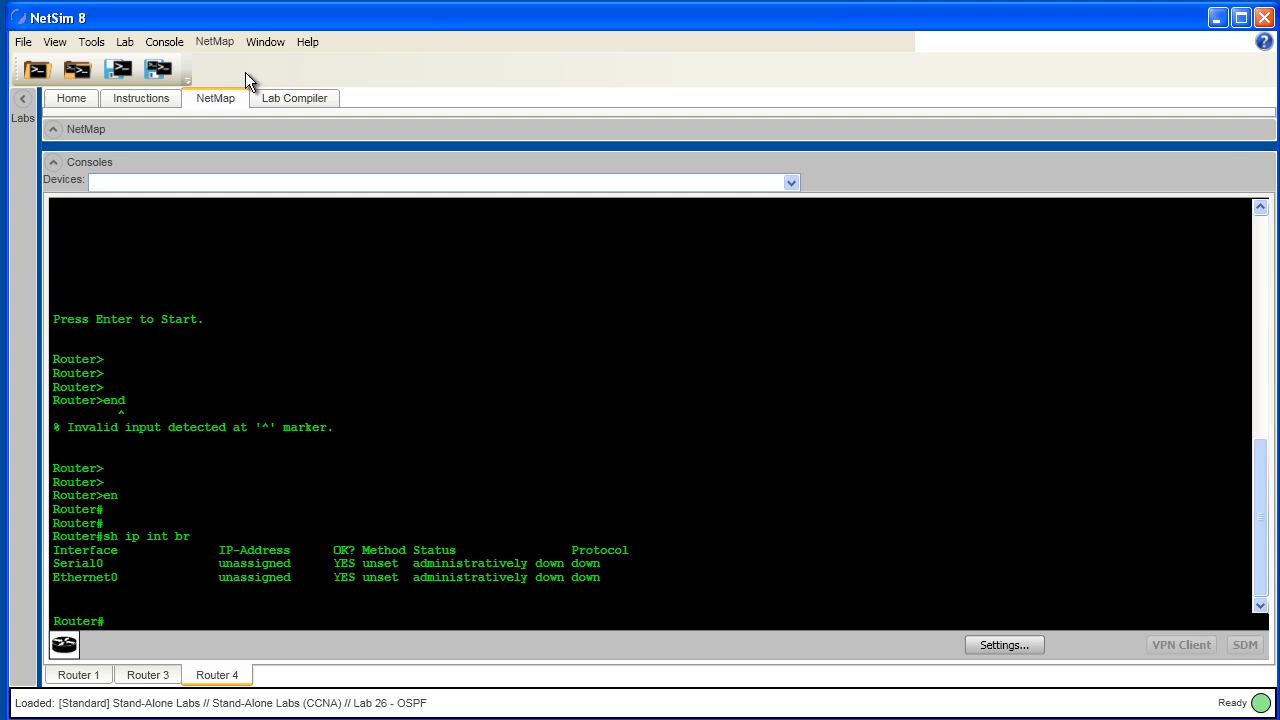 NetSim 8
File View Tools Lab Console NetMap Window Help
Home Instructions NetMap Lab Compiler
Labs
NetMap
Consoles
Devices:
Press Enter to Start.
Router>
Router>
Router>
Router>end
^
% Invalid input detected at '^' marker.
Router>
Router>
Router>en
Router#
Router#
Router#sh ip int br
Interface IP-Address OK? Method Status Protocol
Serial0 unassigned YES unset administratively down down
Ethernet0 unassigned YES unset administratively down down
Router#
Settings... VPN Client SDM
Router 1 Router 3 Router 4
Loaded: [Standard] Stand-Alone Labs // Stand-Alone Labs (CCNA) // Lab 26 - OSPF Ready